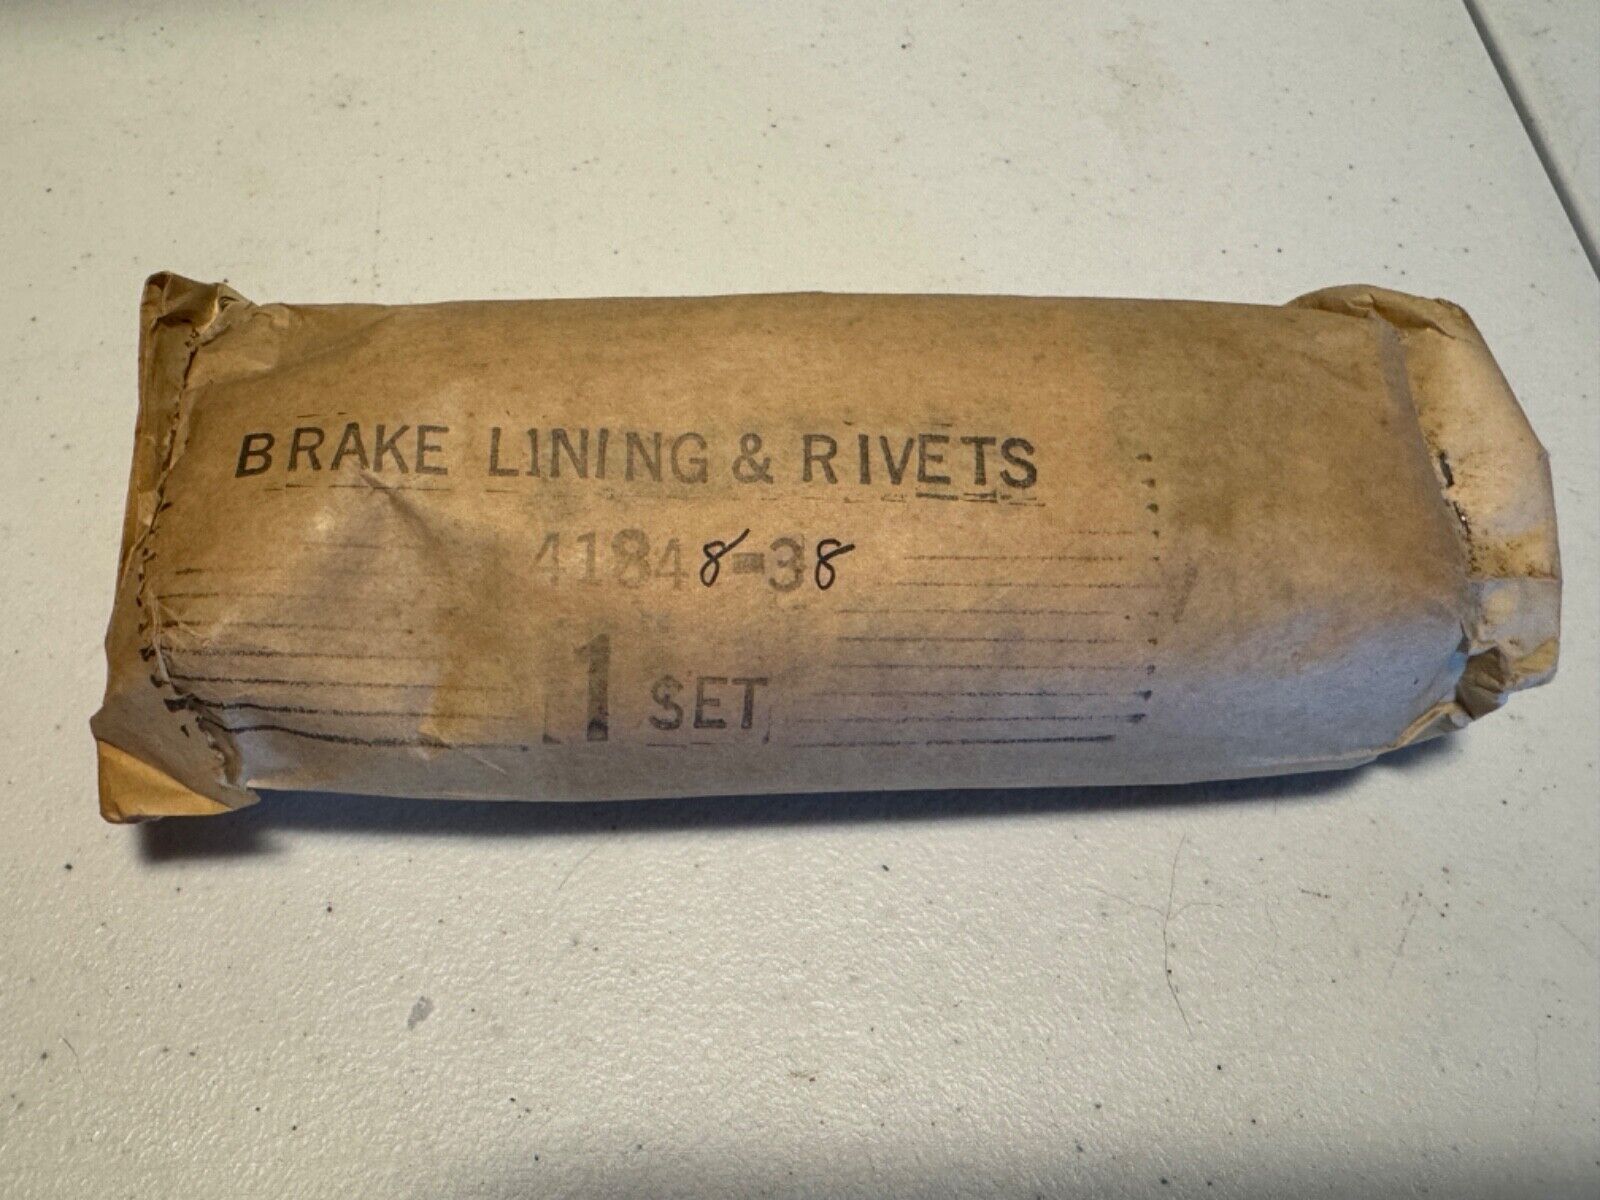 BRAKE LINING & RIVETS
41848-38
1 SET